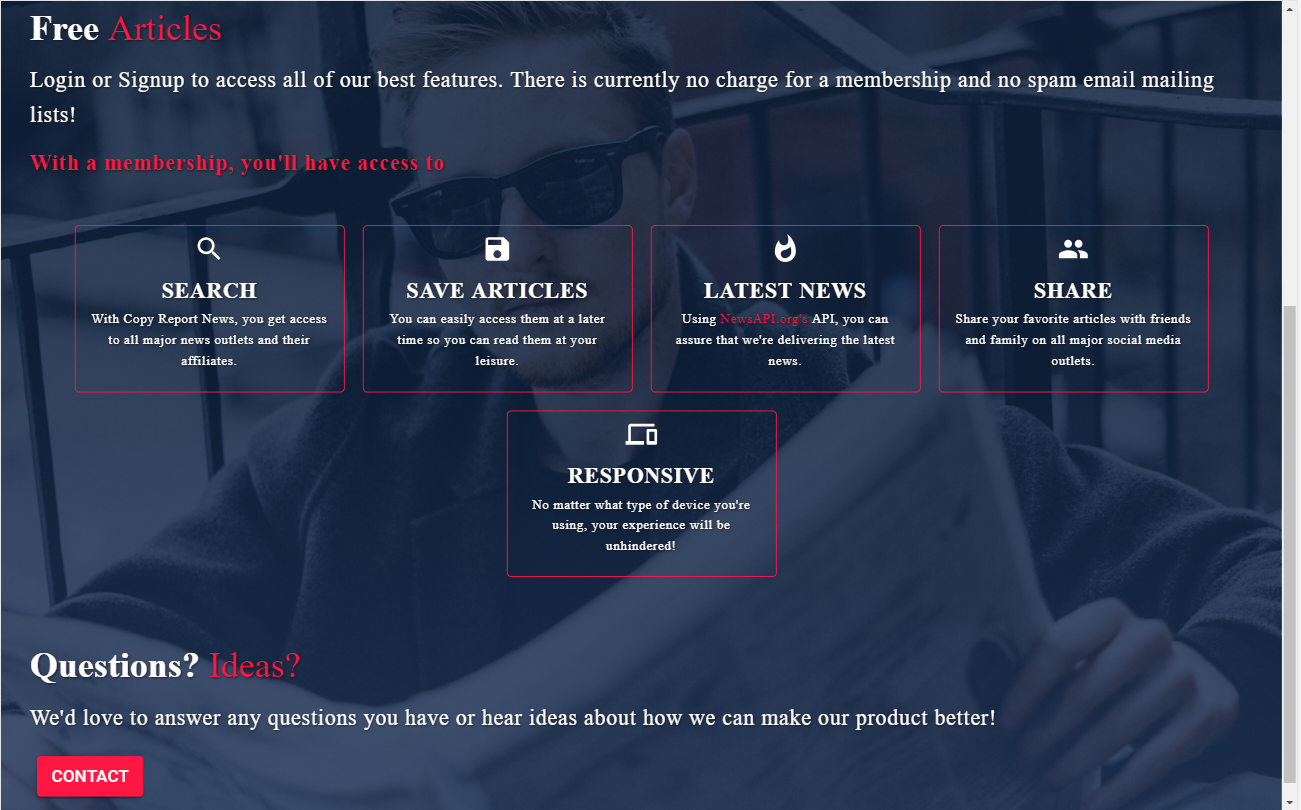 Free Articles
Login or Signup to access all of our best features. There is currently no charge for a membership and no spam email mailing
lists!
With a membership, you'll have access to
SEARCH
With Copy Report News, you get access
to all major news outlets and their
affiliates.
SAVE ARTICLES
You can easily access them at a later
time so you can read them at your
leisure.
LATEST NEWS
Using NewsAPI.org's API, you can
assure that we're delivering the latest
news.
SHARE
Share your favorite articles with friends
and family on all major social media
outlets.
RESPONSIVE
No matter what type of device you're
using, your experience will be
unhindered!
Questions? Ideas?
We'd love to answer any questions you have or hear ideas about how we can make our product better!
CONTACT